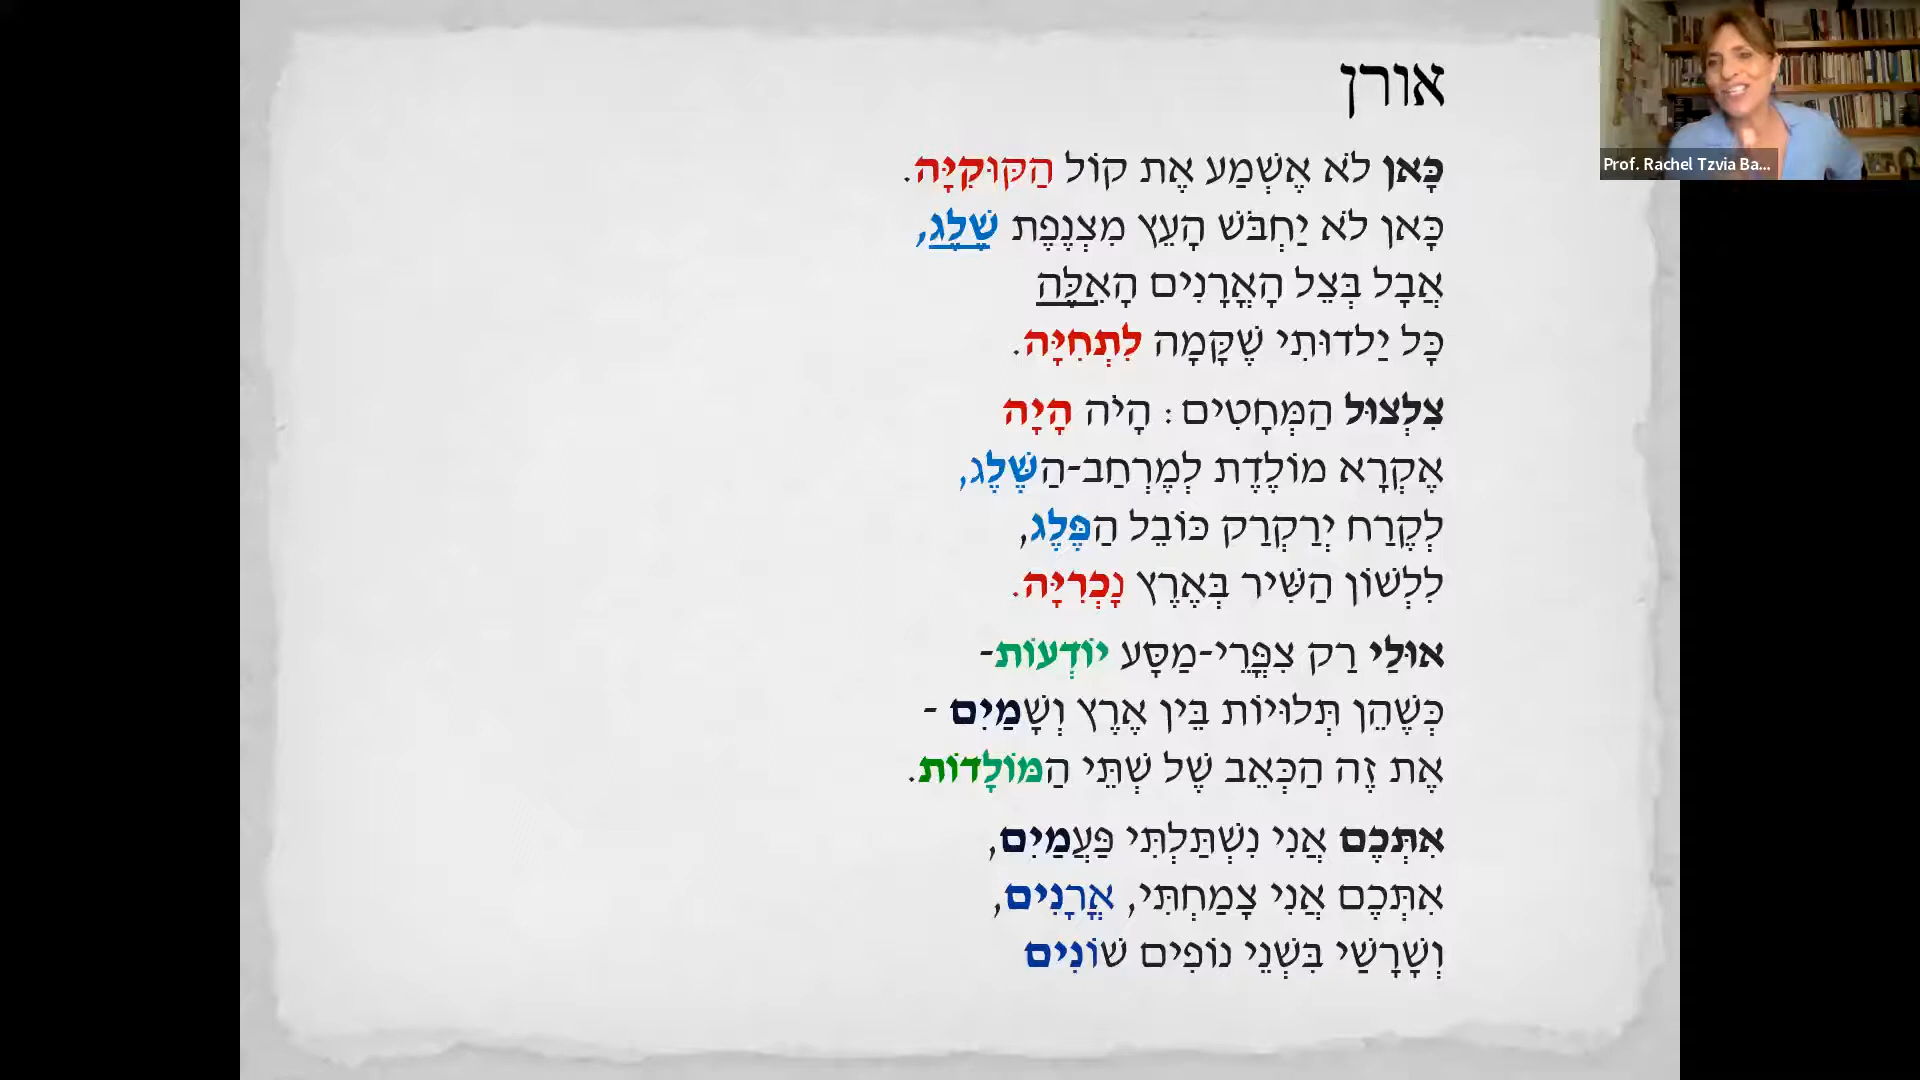 אורן
כָּאן לֹא אֶשְׁמַע אֶת קוֹל הַקּוּקִיָּה.
כָּאן לֹא יַחְבֹּשׁ הָעֵץ מִצְנֶפֶת שֶׁלֶג,
אֲבָל בְּצֵל הָאֳרָנִים הָאִלֶּה
כָּל יַלדוּתִי שֶׁקָּמָה לִתְחִיָּה.
צִלְצוּל הַמְּחָטִים: הָיֹה הָיָה
אֶקְרָא מוֹלֶדֶת לְמֶרְחַב-הַשֶּׁלֶג,
לְקֶרַח יְרַקְרַק כּוֹבֵל הַפֶּלֶג,
לִלְשׁוֹן הַשִּׁיר בְּאֶרֶץ נָכְרִיָּה.
אוּלַי רַק צִפֳּרֵי-מַסָּע יוֹדְעוֹת-
כְּשֶׁהֵן תְּלוּיוֹת בֵּין אֶרֶץ וְשָׁמַיִם -
אֶת זֶה הַכְּאֵב שֶׁל שְׁתֵּי הַמּוֹלָדוֹת.
אִתְּכֶם אֲנִי נִשְׁתַּלְתִּי פַּעֲמַיִם,
אִתְּכֶם אֲנִי צָמַחְתִּי, אֳרָנִים,
וְשָׁרָשַׁי בִּשְׁנֵי נוֹפִים שׁוֹנִים
Prof. Rachel Tzvia Ba...